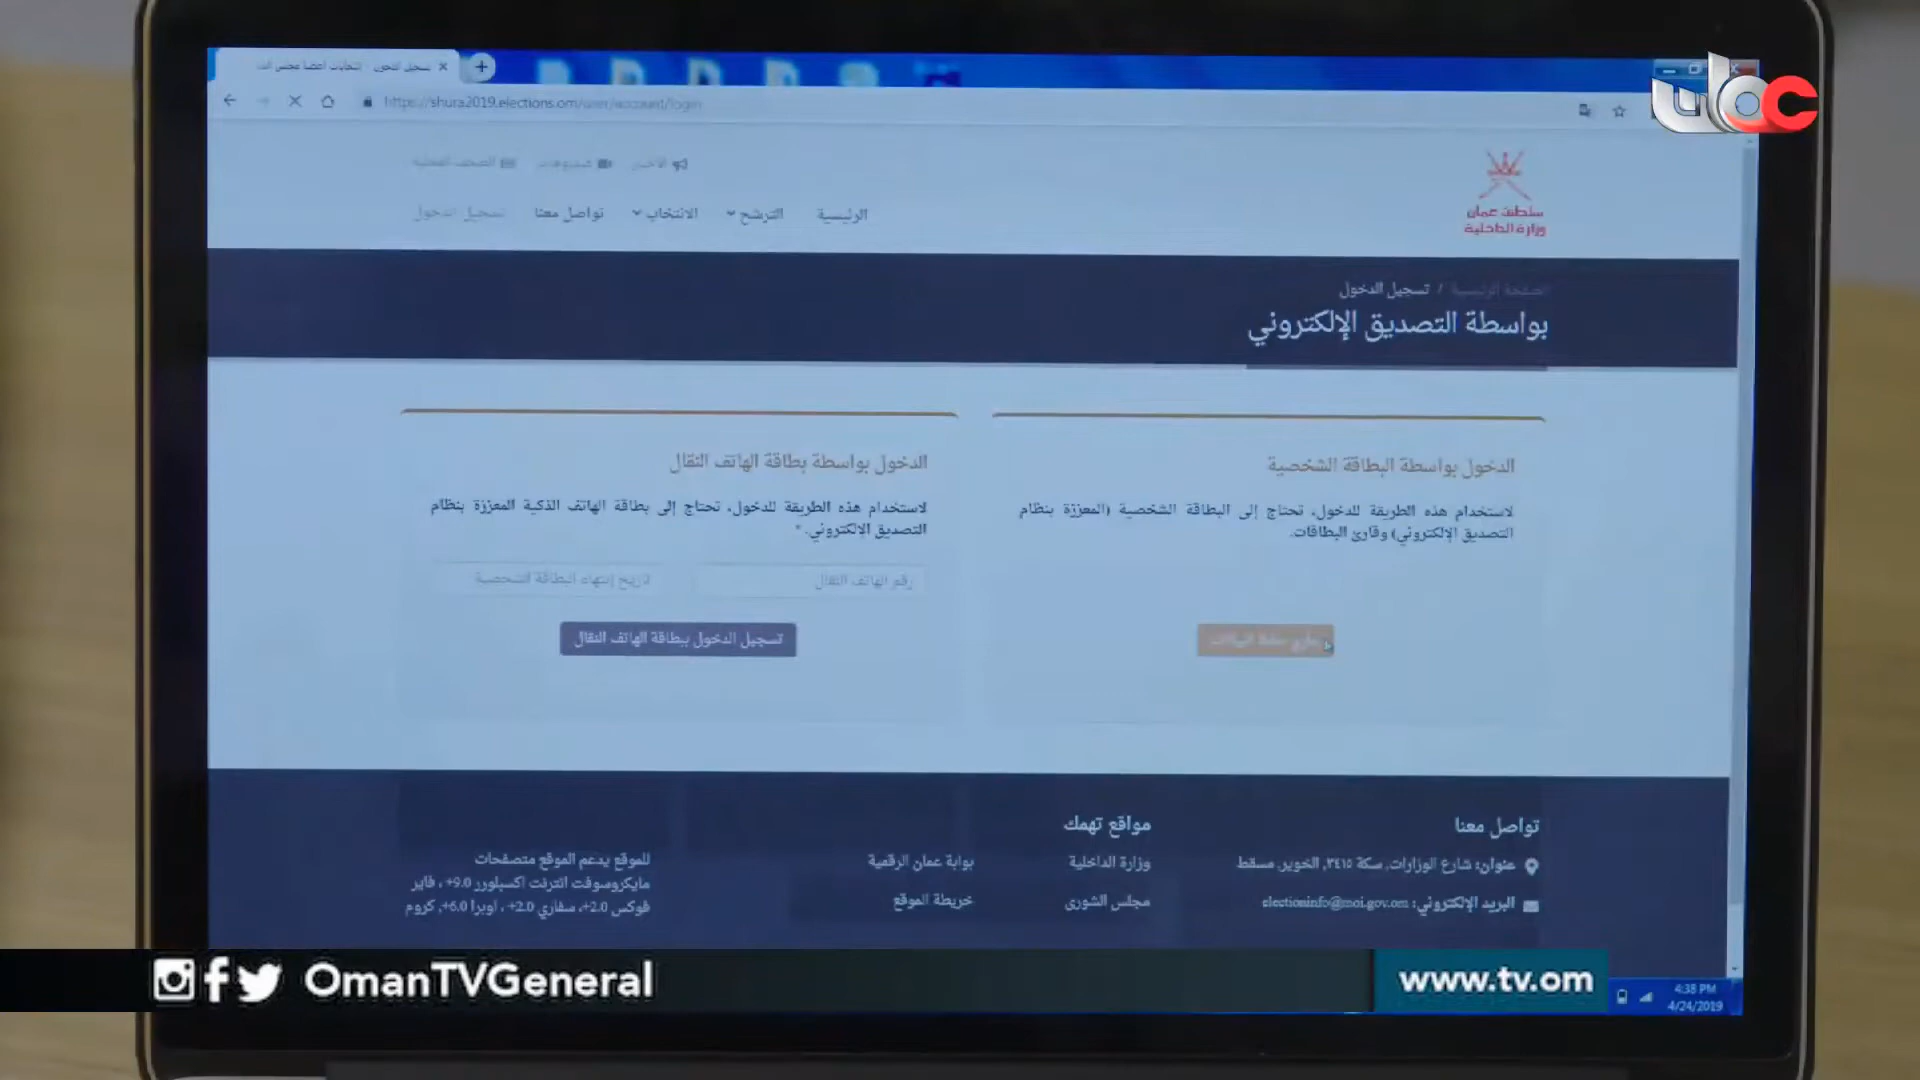 https://shura2019.elections.om/user/account/login
الأخبار
الرئيسية
الترشح
الانتخاب
تواصل معنا
تسجيل الدخول
سلطنة عمان
وزارة الداخلية
الصفحة الرئيسية / تسجيل الدخول
بواسطة التصديق الإلكتروني
الدخول بواسطة البطاقة الشخصية
لاستخدام هذه الطريقة للدخول، تحتاج إلى البطاقة الشخصية (المعززة بنظام
التصديق الإلكتروني) وقارئ البطاقات.
الدخول بواسطة بطاقة الهاتف النقال
لاستخدام هذه الطريقة للدخول، تحتاج إلى بطاقة الهاتف الذكية المعززة بنظام
التصديق الإلكتروني. *
رقم الهاتف النقال
تاريخ إنتهاء البطاقة الشخصية
تسجيل الدخول ببطاقة الهاتف النقال
تواصل معنا
عنوان: شارع الوزارات, سكة ٣٤١٥, الخوير, مسقط
البريد الإلكتروني: electioninfo@moi.gov.om
مواقع تهمك
وزارة الداخلية
بوابة عمان الرقمية
مجلس الشورى
خريطة الموقع
للموقع يدعم الموقع متصفحات
مايكروسوفت انترنت اكسبلورر 9.0+ ، فاير
فوكس 2.0+، سفاري 2.0+ ، اوبرا 6.0+، كروم
OmanTVGeneral
www.tv.om
4:38 PM
4/24/2019